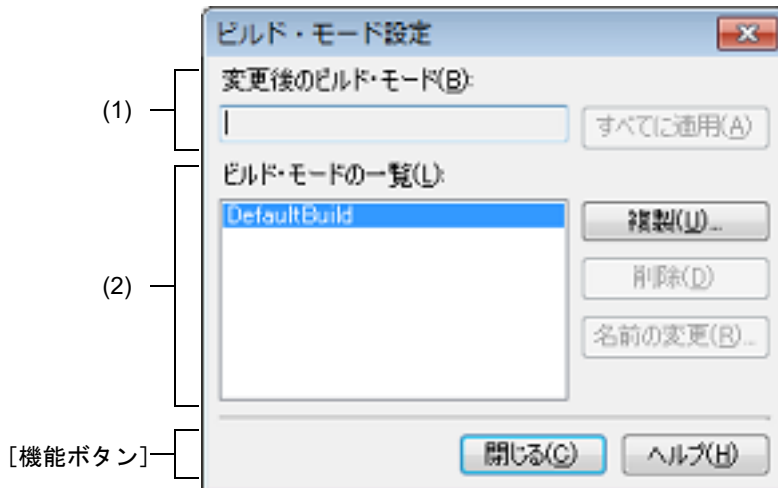 ビルド・モード設定
(1)
変更後のビルド・モード(B):
すべてに適用(A)
(2)
ビルド・モードの一覧(L):
DefaultBuild
複製(U)...
削除(D)
名前の変更(R)...
[機能ボタン]
閉じる(C)
ヘルプ(H)